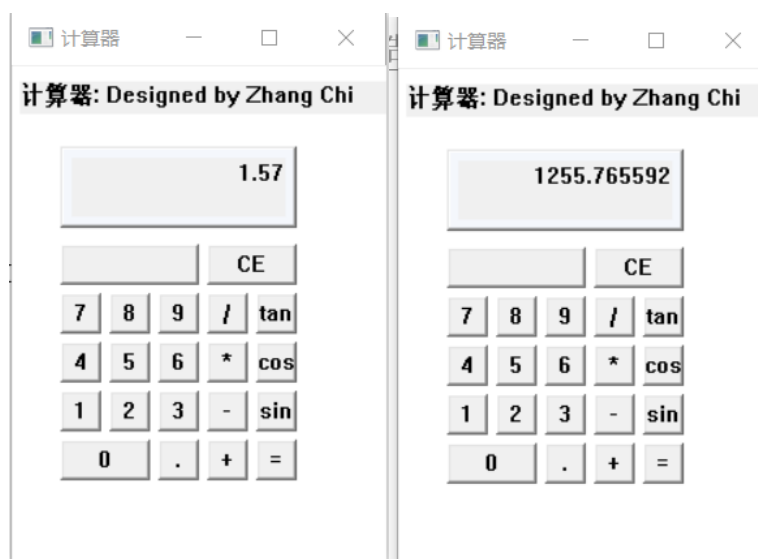 计算器
计算器: Designed by Zhang Chi
1.57
CE
7 8 9 / tan
4 5 6 * cos
1 2 3 - sin
0 . + =
计算器
计算器: Designed by Zhang Chi
1255.765592
CE
7 8 9 / tan
4 5 6 * cos
1 2 3 - sin
0 . + =